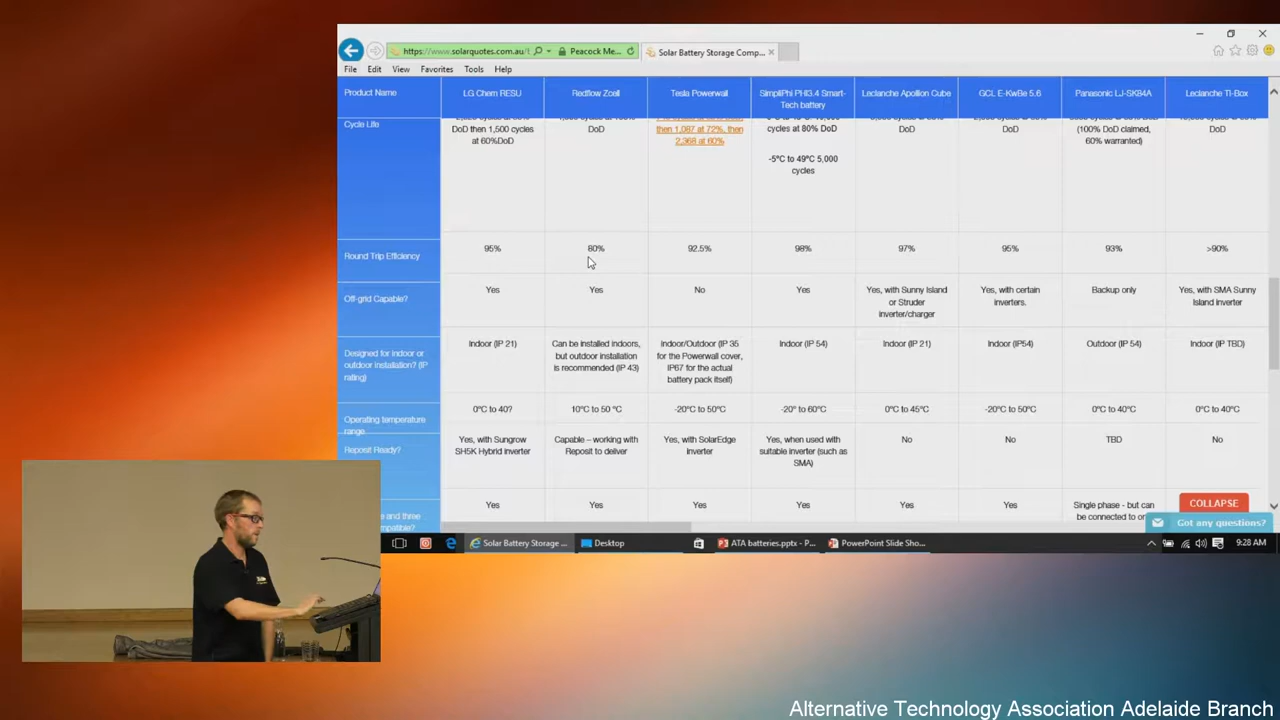 https://www.solarquotes.com.au/t
Peacock Me...
Solar Battery Storage Comp...
File Edit View Favorites Tools Help
Product Name
LG Chem RESU
Redflow Zcell
Tesla Powerwall
SimpliPhi PHI3.4 Smart-
Tech battery
Leclanche Apollion Cube
GCL E-KwBe 5.6
Panasonic LJ-SK84A
Leclanche TI-Box
Cycle Life
DoD then 1,500 cycles
at 60%DoD
DoD
then 1,087 at 72%, then
2,368 at 60%
cycles at 80% DoD
-5ºC to 49ºC 5,000
cycles
DoD
DoD
(100% DoD claimed,
60% warranted)
DoD
Round Trip Efficiency
95%
80%
92.5%
98%
97%
95%
93%
>90%
Off-grid Capable?
Yes
Yes
No
Yes
Yes, with Sunny Island
or Studer
inverter/charger
Yes, with certain
inverters.
Backup only
Yes, with SMA Sunny
Island inverter
Designed for indoor or
outdoor installation? (IP
rating)
Indoor (IP 21)
Can be installed indoors,
but outdoor installation
is recommended (IP 43)
Indoor/Outdoor (IP 35
for the Powerwall cover,
IP67 for the actual
battery pack itself)
Indoor (IP 54)
Indoor (IP 21)
Indoor (IP54)
Outdoor (IP 54)
Indoor (IP TBD)
Operating temperature
range
0°C to 40?
10°C to 50 °C
-20°C to 50°C
-20° to 60°C
0°C to 45°C
-20°C to 50°C
0°C to 40°C
0°C to 40°C
Reposit Ready?
Yes, with Sungrow
SH5K Hybrid inverter
Capable – working with
Reposit to deliver
Yes, with SolarEdge
inverter
Yes, when used with
suitable inverter (such as
SMA)
No
No
TBD
No
e and three
mpatible?
Yes
Yes
Yes
Yes
Yes
Yes
Single phase - but can
be connected to
COLLAPSE
Got any questions?
Solar Battery Storage ...
Desktop
ATA batteries.pptx - P...
PowerPoint Slide Sho...
9:28 AM
Alternative Technology Association Adelaide Branch